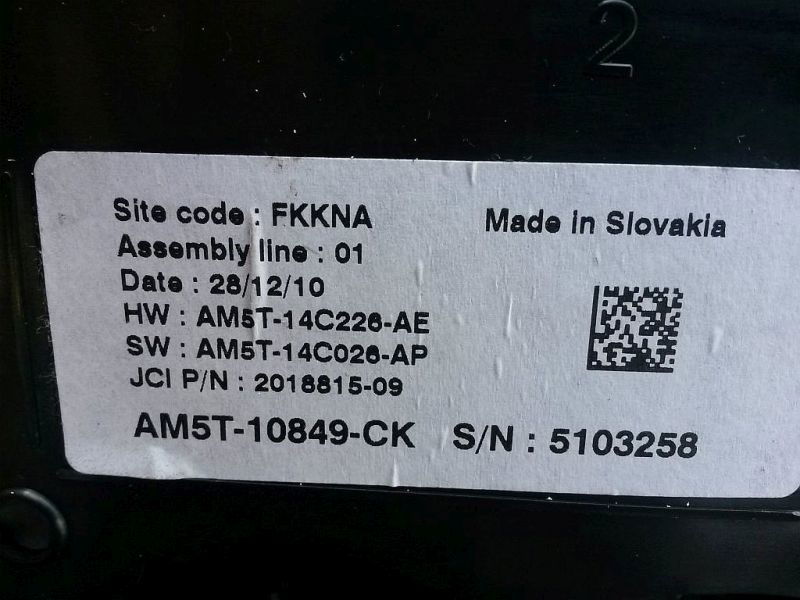 2
Site code : FKKNA
Made in Slovakia
Assembly line : 01
Date : 28/12/10
HW : AM5T-14C226-AE
SW : AM5T-14C026-AP
JCI P/N : 2018815-09
AM5T-10849-CK S/N : 5103258